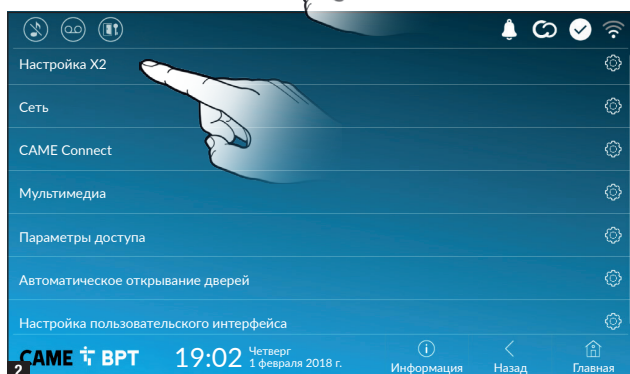 Настройка X2
Сеть
CAME Connect
Мультимедиа
Параметры доступа
Автоматическое открывание дверей
Настройка пользовательского интерфейса
2
CAME BPT
19:02
Четверг
1 февраля 2018 г.
Информация
Назад
Главная